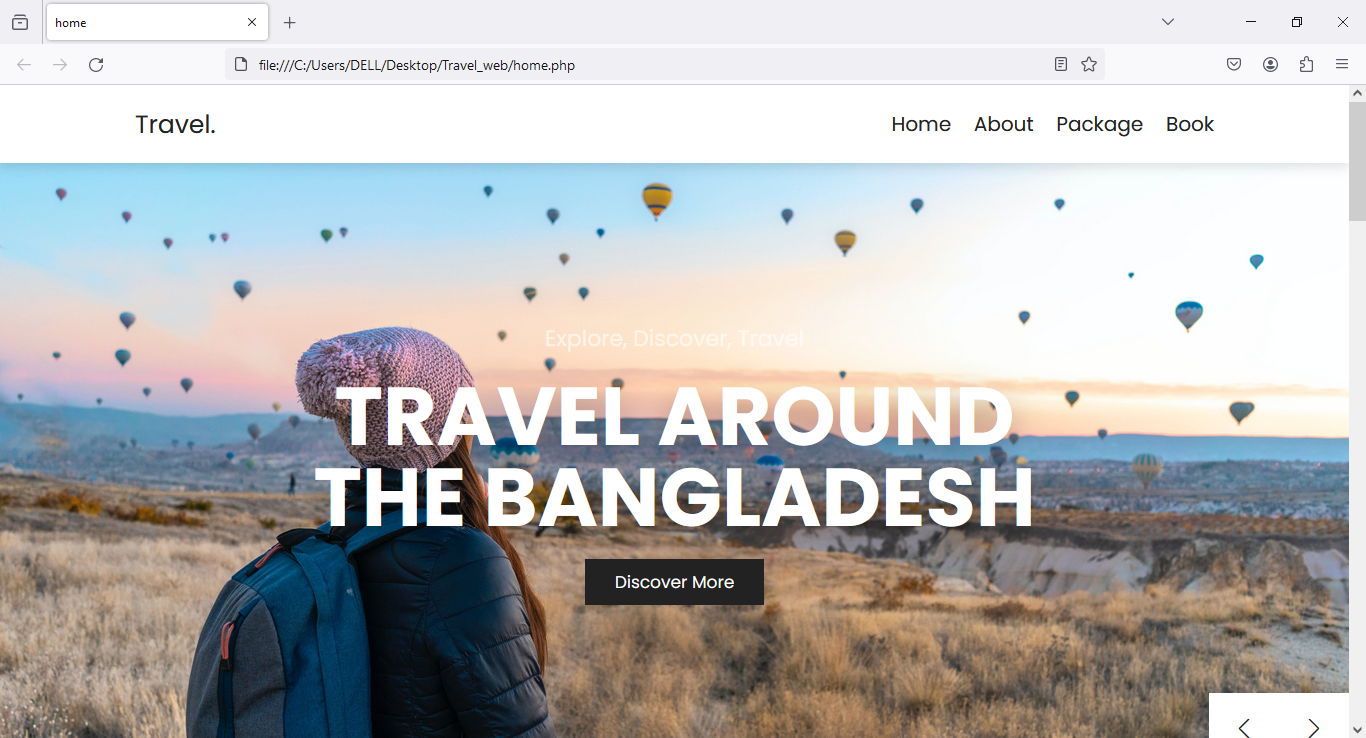 home
file:///C:/Users/DELL/Desktop/Travel_web/home.php
Travel.
Home About Package Book
Explore, Discover, Travel
TRAVEL AROUND
THE BANGLADESH
Discover More